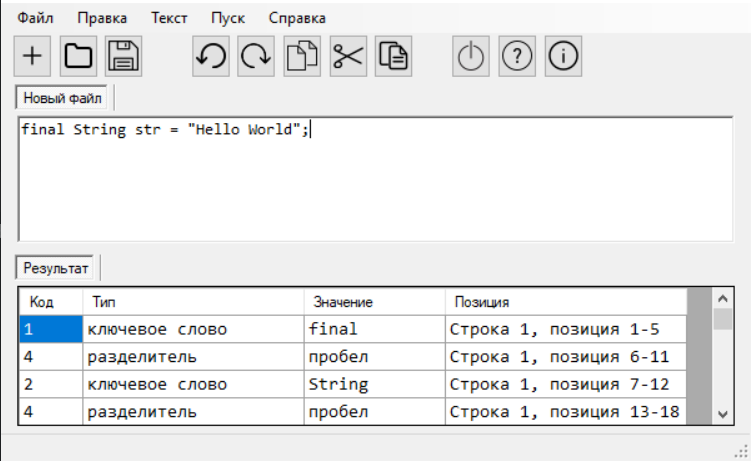 Файл Правка Текст Пуск Справка
Новый файл
final String str = "Hello World";
Результат
Код Тип Значение Позиция
1 ключевое слово final Строка 1, позиция 1-5
4 разделитель пробел Строка 1, позиция 6-11
2 ключевое слово String Строка 1, позиция 7-12
4 разделитель пробел Строка 1, позиция 13-18